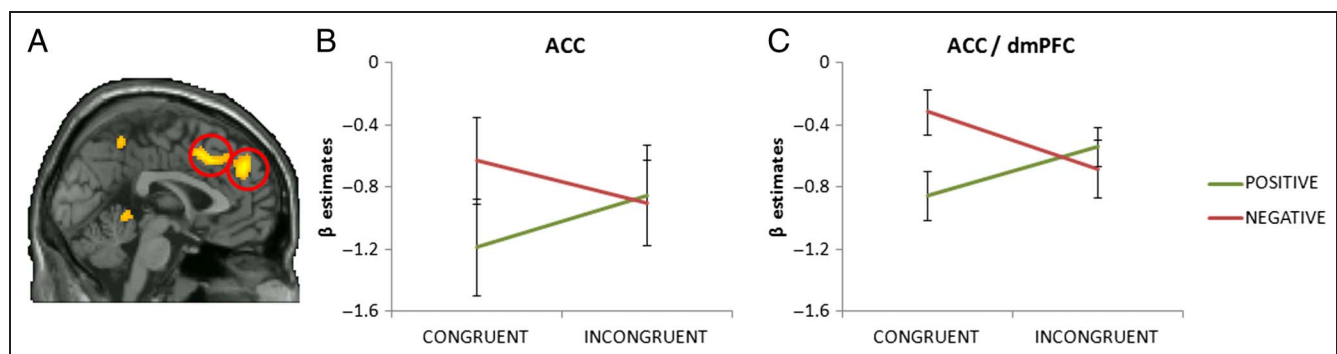 A
B
ACC
0
−0.4
−0.8
−1.2
−1.6
β estimates
CONGRUENT
INCONGRUENT
C
ACC / dmPFC
0
−0.4
−0.8
−1.2
−1.6
β estimates
CONGRUENT
INCONGRUENT
POSITIVE
NEGATIVE